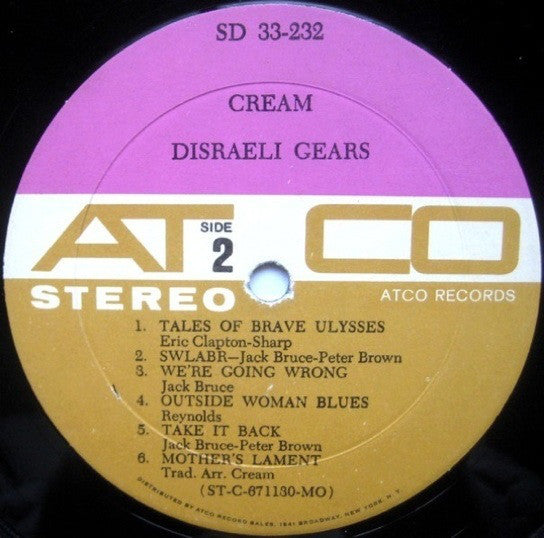 SD 33-232
CREAM
DISRAELI GEARS
ATCO
SIDE
2
STEREO
ATCO RECORDS
1. TALES OF BRAVE ULYSSES
Eric Clapton-Sharp
2. SWLABR—Jack Bruce-Peter Brown
3. WE'RE GOING WRONG
Jack Bruce
4. OUTSIDE WOMAN BLUES
Reynolds
5. TAKE IT BACK
Jack Bruce-Peter Brown
6. MOTHER'S LAMENT
Trad. Arr. Cream
(ST-C-671130-MO)
DISTRIBUTED BY ATCO RECORD SALES, 1841 BROADWAY, NEW YORK, N. Y.